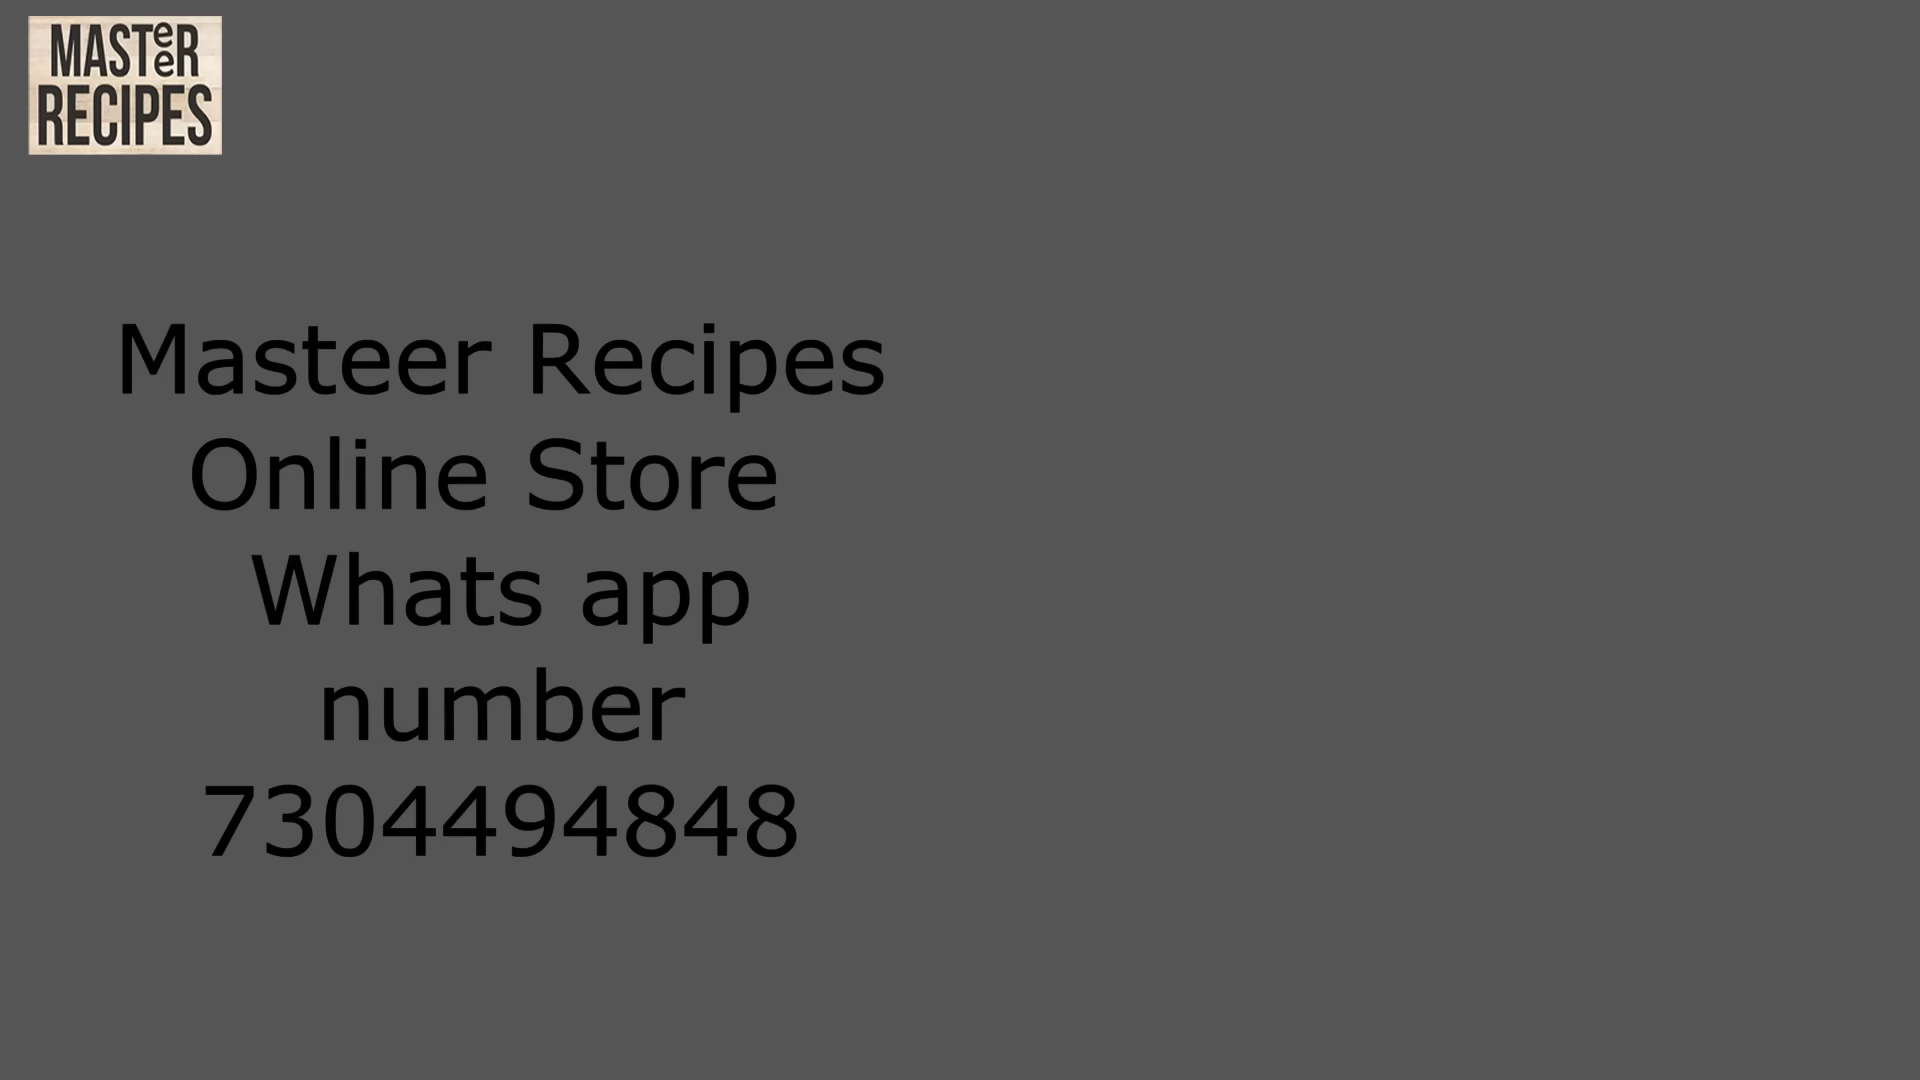 MASTeeR
RECIPES
Masteer Recipes
Online Store
Whats app
number
7304494848